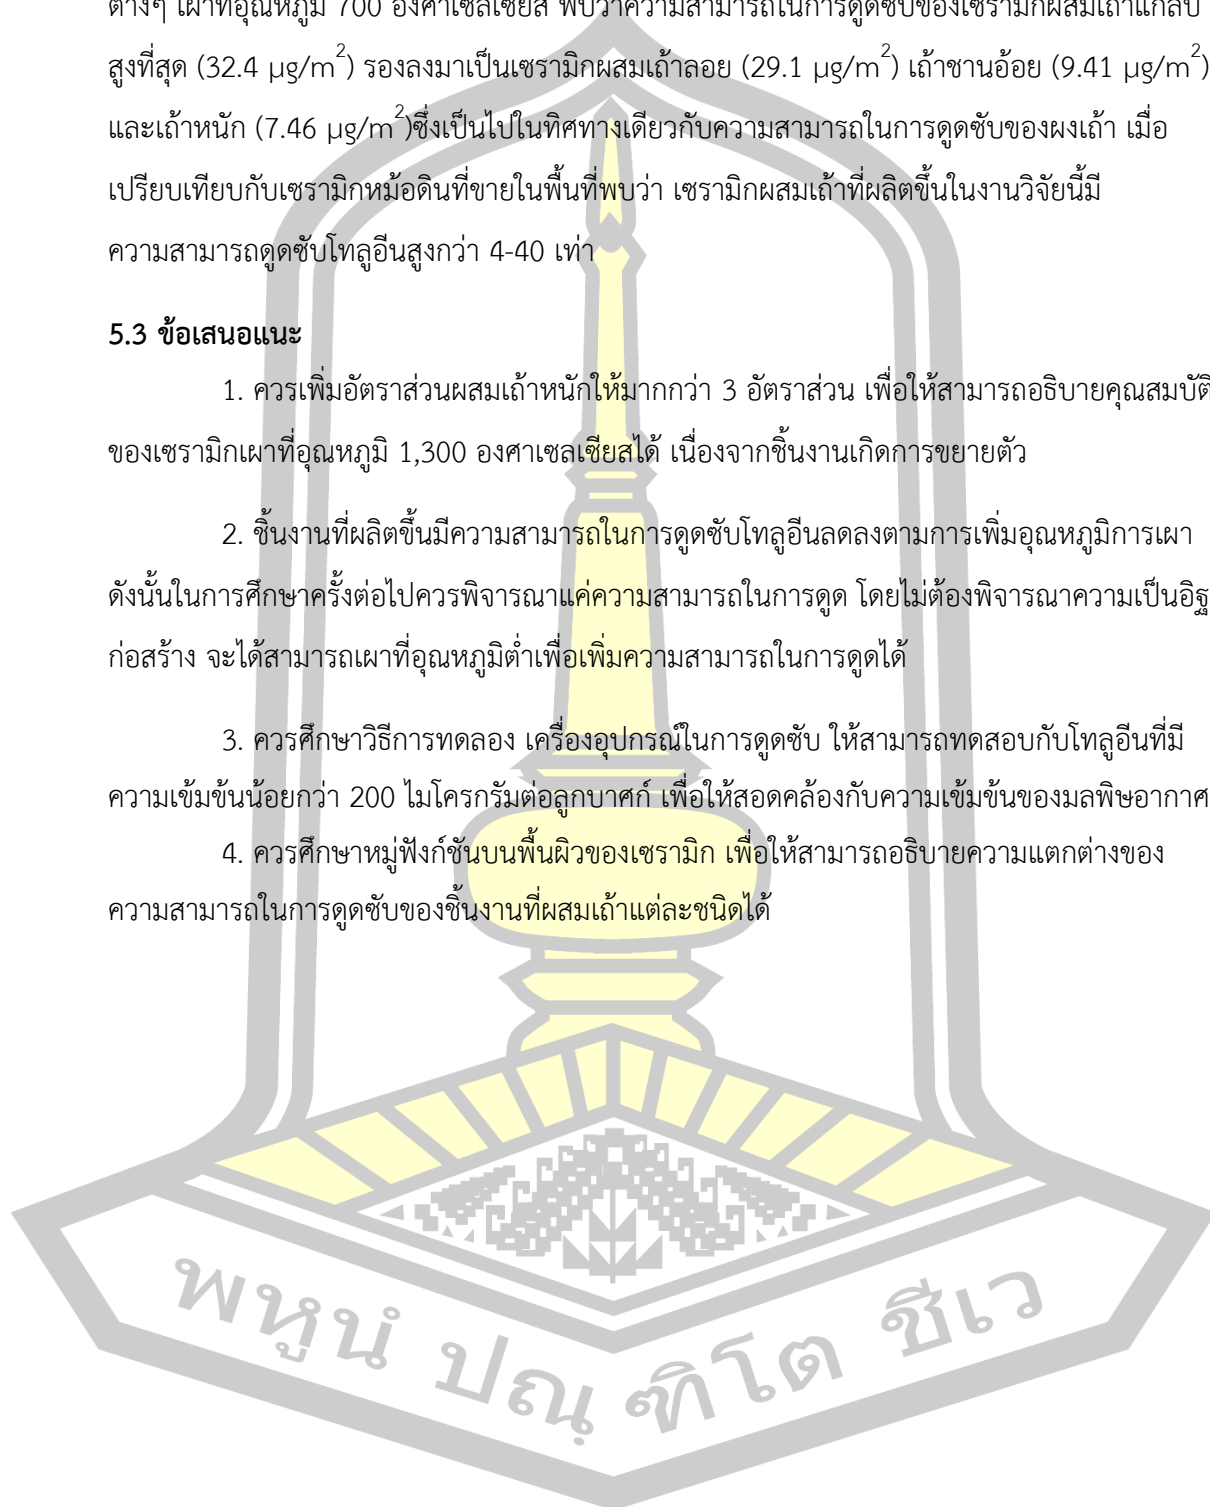 ต่างๆ เผาที่อุณหภูมิ 700 องศาเซลเซียส พบว่าความสามารถในการดูดซับของเซรามิกผสมเถ้าแกลบ
สูงที่สุด (32.4 µg/m²) รองลงมาเป็นเซรามิกผสมเถ้าลอย (29.1 µg/m²) เถ้าชานอ้อย (9.41 µg/m²)
และเถ้าหนัก (7.46 µg/m²)ซึ่งเป็นไปในทิศทางเดียวกับความสามารถในการดูดซับของผงเถ้า เมื่อ
เปรียบเทียบกับเซรามิกหม้อดินที่ขายในพื้นที่พบว่า เซรามิกผสมเถ้าที่ผลิตขึ้นในงานวิจัยนี้มี
ความสามารถดูดซับโทลูอีนสูงกว่า 4-40 เท่า
5.3 ข้อเสนอแนะ
1. ควรเพิ่มอัตราส่วนผสมเถ้าหนักให้มากกว่า 3 อัตราส่วน เพื่อให้สามารถอธิบายคุณสมบัติ
ของเซรามิกเผาที่อุณหภูมิ 1,300 องศาเซลเซียสได้ เนื่องจากชิ้นงานเกิดการขยายตัว
2. ชิ้นงานที่ผลิตขึ้นมีความสามารถในการดูดซับโทลูอีนลดลงตามการเพิ่มอุณหภูมิการเผา
ดังนั้นในการศึกษาครั้งต่อไปควรพิจารณาแค่ความสามารถในการดูด โดยไม่ต้องพิจารณาความเป็นอิฐ
ก่อสร้าง จะได้สามารถเผาที่อุณหภูมิต่ำเพื่อเพิ่มความสามารถในการดูดได้
3. ควรศึกษาวิธีการทดลอง เครื่องอุปกรณ์ในการดูดซับ ให้สามารถทดสอบกับโทลูอีนที่มี
ความเข้มข้นน้อยกว่า 200 ไมโครกรัมต่อลูกบาศก์ เพื่อให้สอดคล้องกับความเข้มข้นของมลพิษอากาศ
4. ควรศึกษาหมู่ฟังก์ชันบนพื้นผิวของเซรามิก เพื่อให้สามารถอธิบายความแตกต่างของ
ความสามารถในการดูดซับของชิ้นงานที่ผสมเถ้าแต่ละชนิดได้
พหูนํ ปณฺฑิโต ชีเว